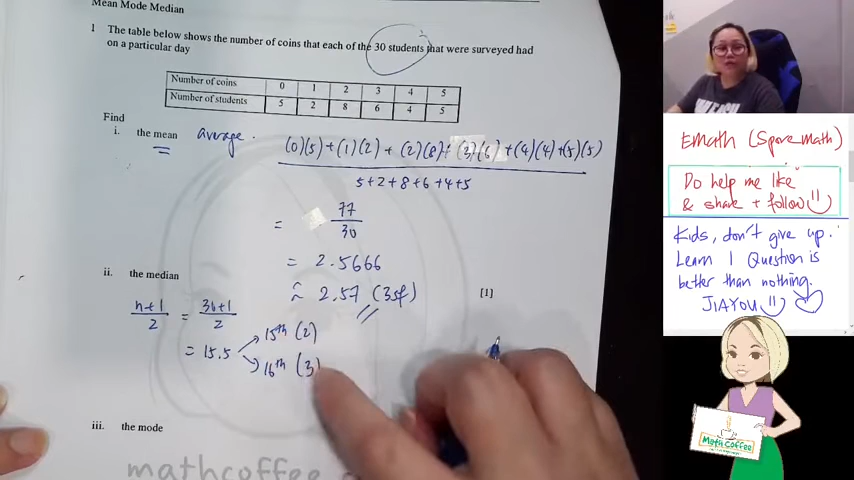 Mean Mode Median
1 The table below shows the number of coins that each of the 30 students that were surveyed had
on a particular day
Number of coins 0 1 2 3 4 5
Number of students 5 2 8 6 4 5
Find
i. the mean average.
(0)(5)+(1)(2)+(2)(8)+(3)(6)+(4)(4)+(5)(5)
5+2+8+6+4+5
= 77/30
= 2.5666
≈ 2.57 (3sf)
[1]
ii. the median
n+1/2 = 30+1/2
= 15.5
15th (2)
16th (3)
iii. the mode
mathcoffee
EMath (Spore math)
Do help me like
& share + follow
Kids, don't give up.
Learn 1 Question is
better than nothing.
JIAYOU
Math Coffee